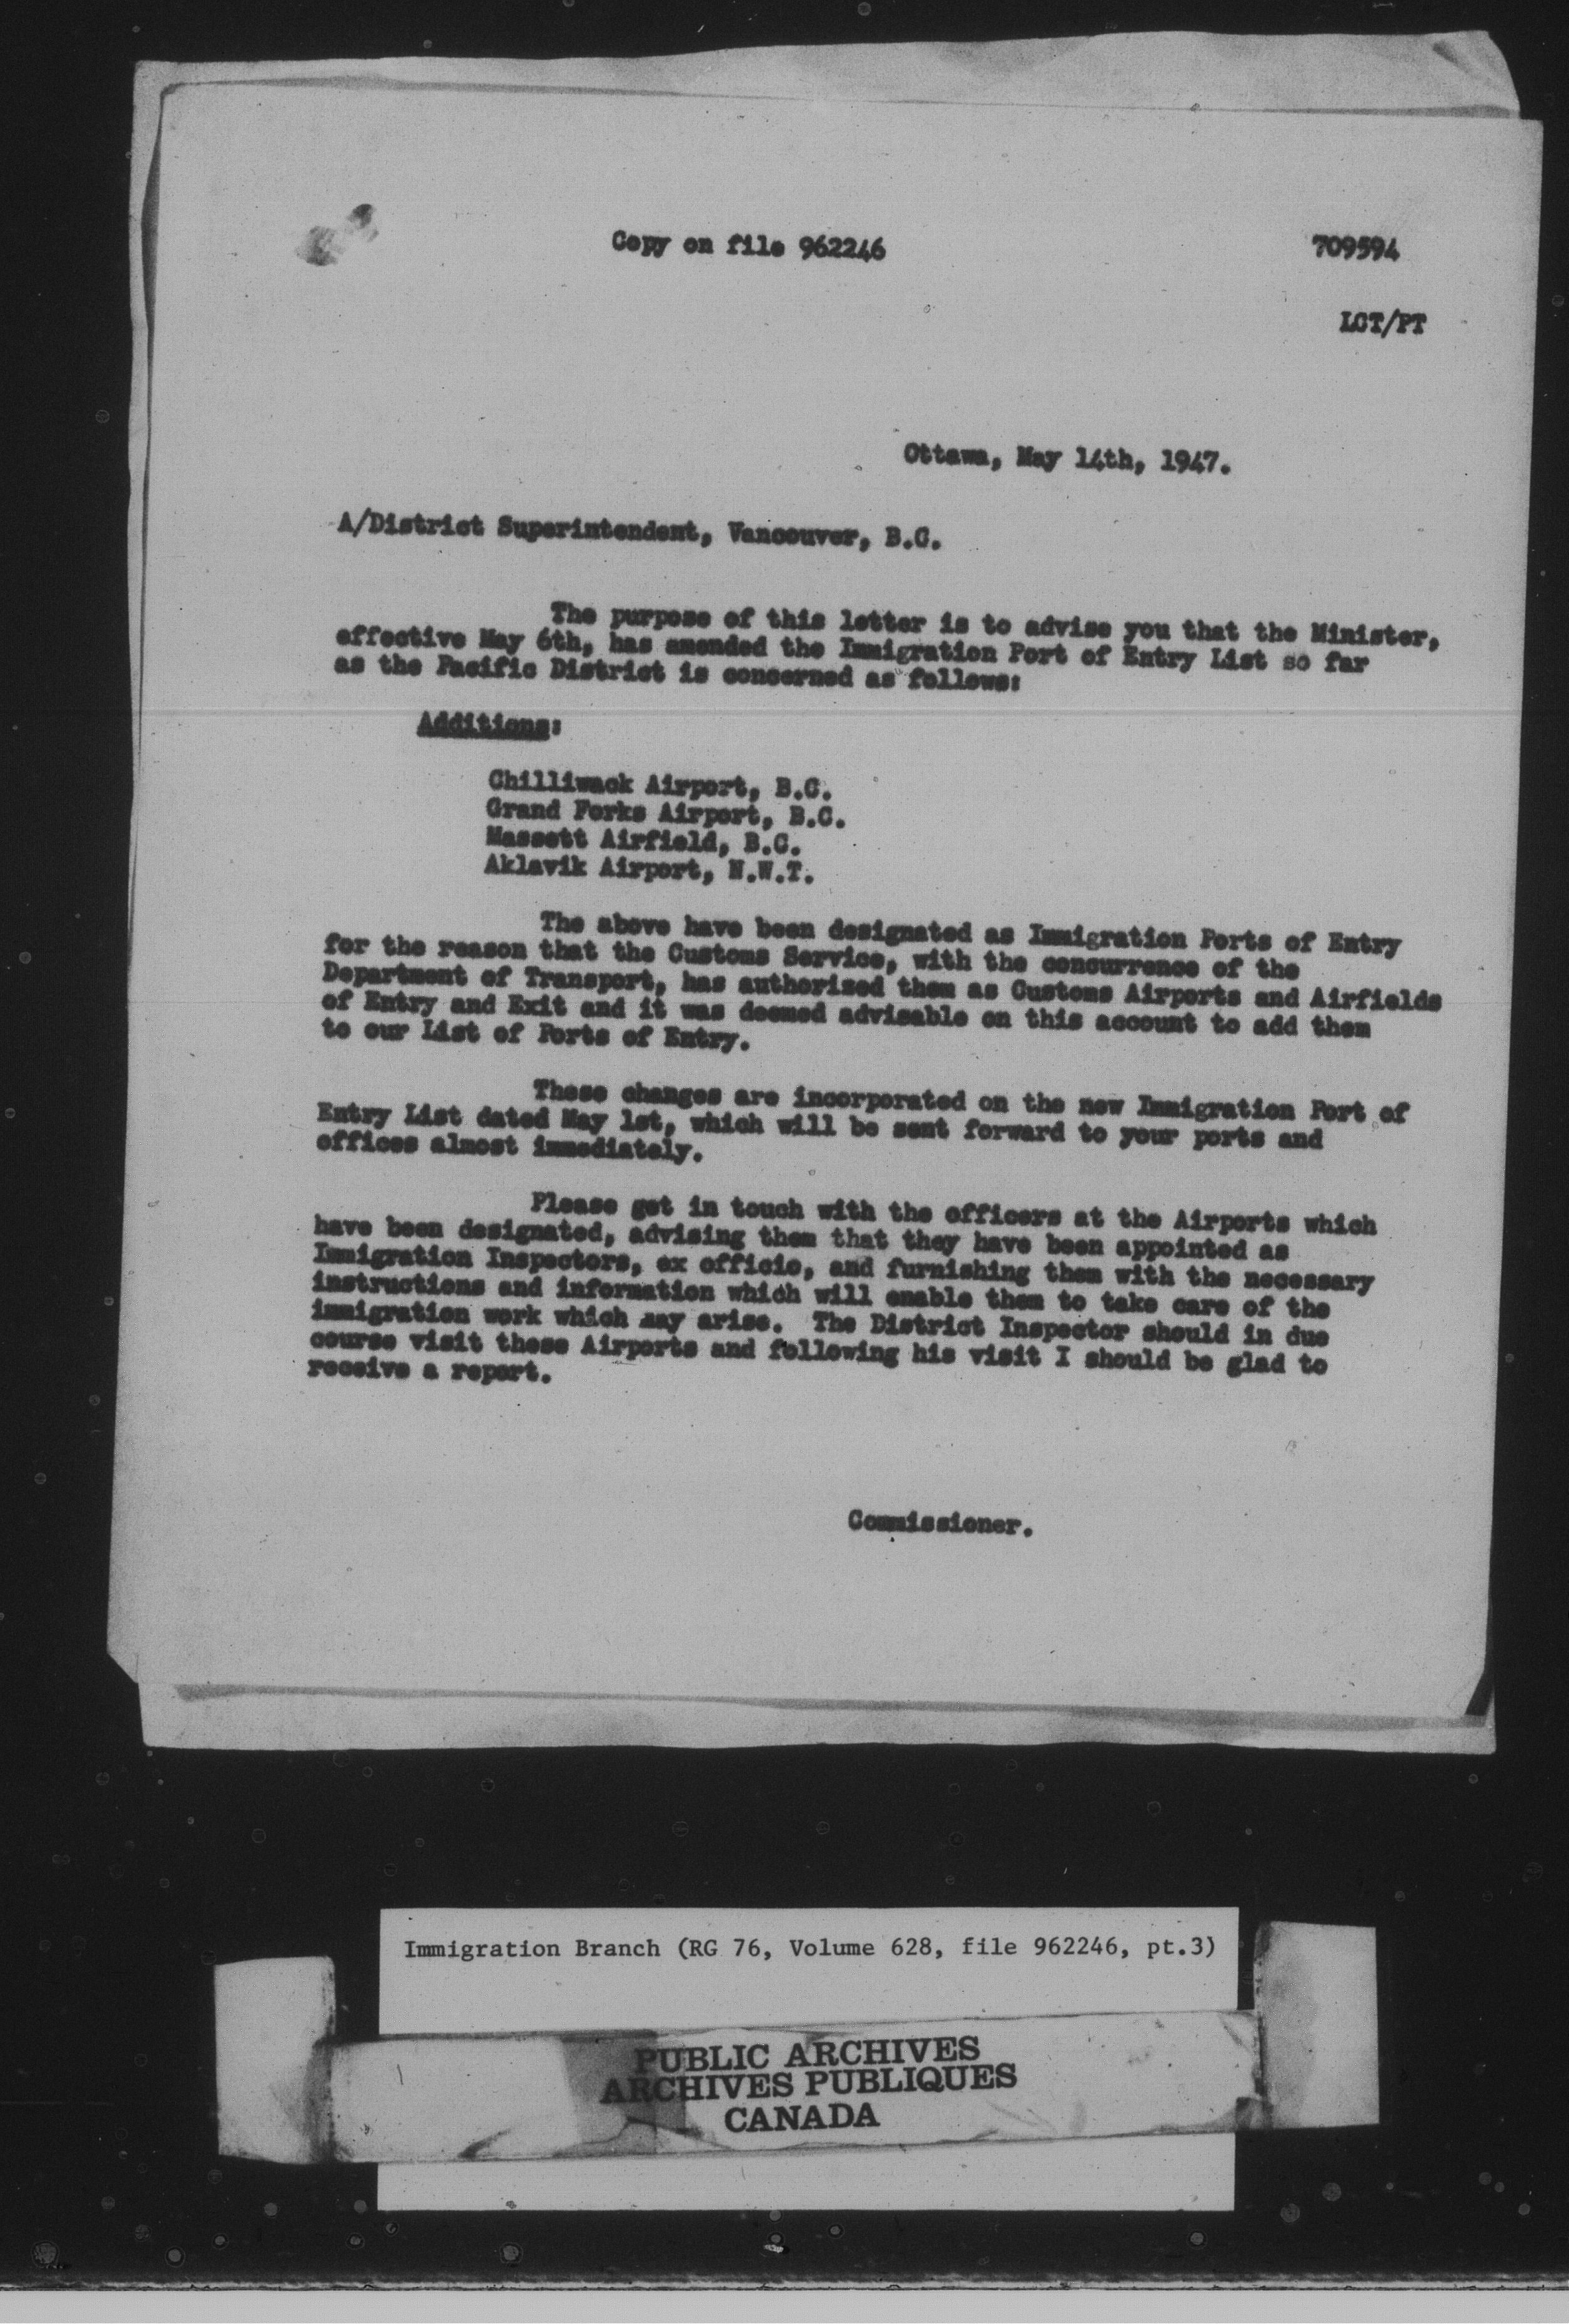 Copy on file 962246
709594
LCT/PT
Ottawa, May 14th, 1947.
A/District Superintendent, Vancouver, B.C.
The purpose of this letter is to advise you that the Minister,
effective May 6th, has amended the Immigration Port of Entry List so far
as the Pacific District is concerned as follows:
Additions:
Chilliwack Airport, B.C.
Grand Forks Airport, B.C.
Massett Airfield, B.C.
Aklavik Airport, N.W.T.
The above have been designated as Immigration Ports of Entry
for the reason that the Customs Service, with the concurrence of the
Department of Transport, has authorized them as Customs Airports and Airfields
of Entry and Exit and it was deemed advisable on this account to add them
to our List of Ports of Entry.
These changes are incorporated on the new Immigration Port of
Entry List dated May 1st, which will be sent forward to your ports and
offices almost immediately.
Please get in touch with the officers at the Airports which
have been designated, advising them that they have been appointed as
Immigration Inspectors, ex officio, and furnishing them with the necessary
instructions and information which will enable them to take care of the
immigration work which may arise. The District Inspector should in due
course visit these Airports and following his visit I should be glad to
receive a report.
Commissioner.
Immigration Branch (RG 76, Volume 628, file 962246, pt.3)
PUBLIC ARCHIVES
ARCHIVES PUBLIQUES
CANADA